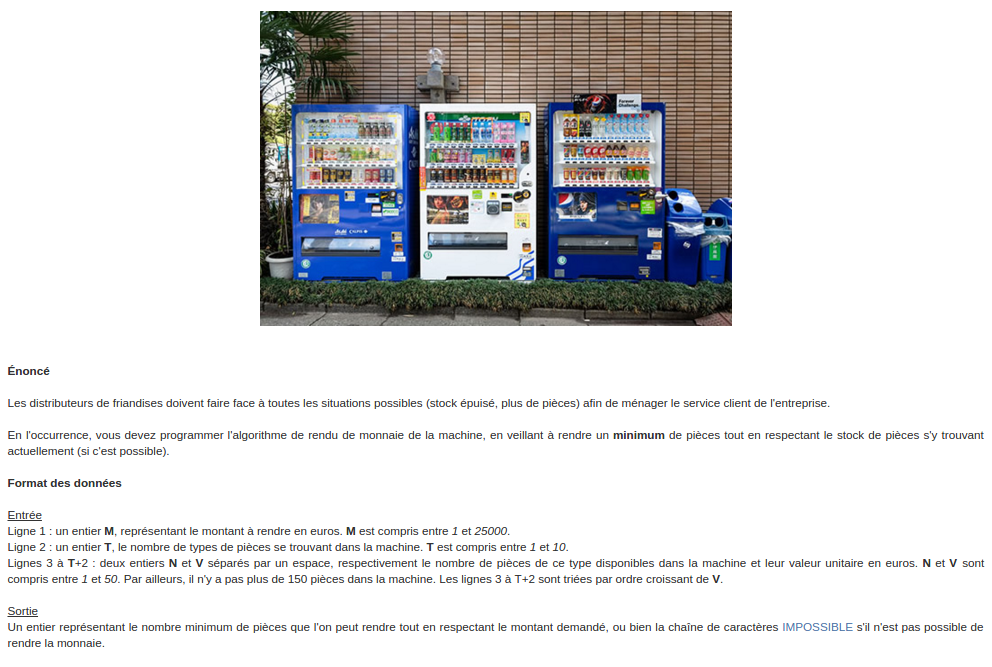 Énoncé
Les distributeurs de friandises doivent faire face à toutes les situations possibles (stock épuisé, plus de pièces) afin de ménager le service client de l'entreprise.
En l'occurrence, vous devez programmer l'algorithme de rendu de monnaie de la machine, en veillant à rendre un minimum de pièces tout en respectant le stock de pièces s'y trouvant
actuellement (si c'est possible).
Format des données
Entrée
Ligne 1 : un entier M, représentant le montant à rendre en euros. M est compris entre 1 et 25000.
Ligne 2 : un entier T, le nombre de types de pièces se trouvant dans la machine. T est compris entre 1 et 10.
Lignes 3 à T+2 : deux entiers N et V séparés par un espace, respectivement le nombre de pièces de ce type disponibles dans la machine et leur valeur unitaire en euros. N et V sont
compris entre 1 et 50. Par ailleurs, il n'y a pas plus de 150 pièces dans la machine. Les lignes 3 à T+2 sont triées par ordre croissant de V.
Sortie
Un entier représentant le nombre minimum de pièces que l'on peut rendre tout en respectant le montant demandé, ou bien la chaîne de caractères IMPOSSIBLE s'il n'est pas possible de
rendre la monnaie.